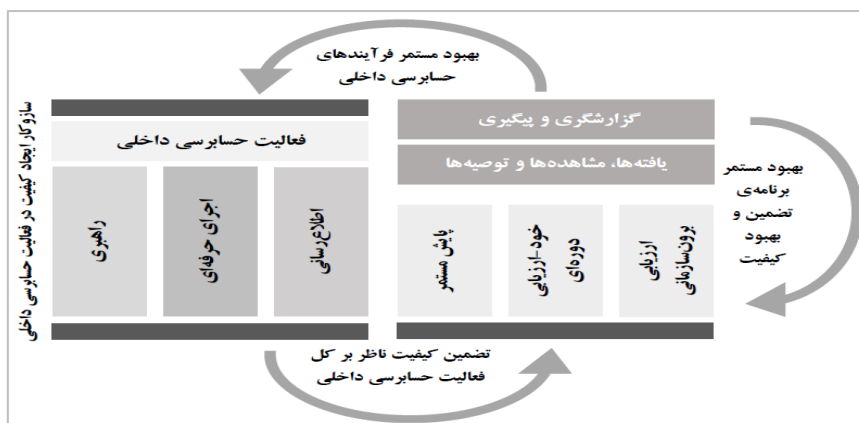 بهبود مستمر فرآیندهای
حسابرسی داخلی
سازوکار ایجاد کیفیت در فعالیت حسابرسی داخلی
گزارشگری و پیگیری
یافته‌ها، مشاهده‌ها و توصیه‌ها
ارزیابی
برون‌سازمانی
خود-ارزیابی
دوره‌ای
پایش مستمر
فعالیت حسابرسی داخلی
اطلاع‌رسانی
اجرای حرفه‌ای
راهبری
بهبود مستمر
برنامه‌ی
تضمین و
بهبود
کیفیت
تضمین کیفیت ناظر بر کل
فعالیت حسابرسی داخلی